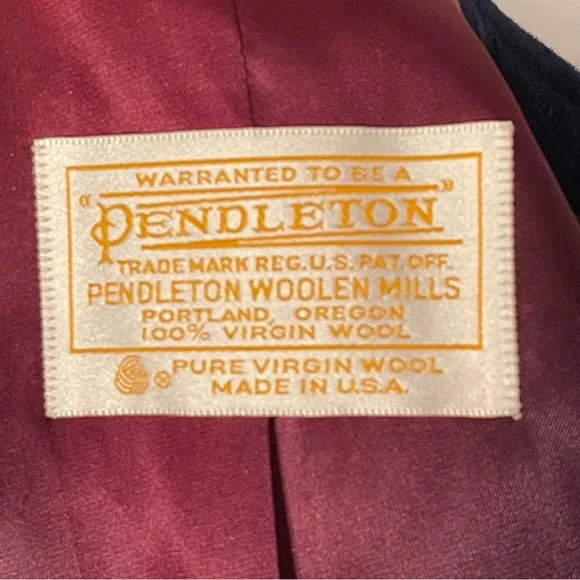 WARRANTED TO BE A
"PENDLETON"
TRADE MARK REG. U.S. PAT. OFF.
PENDLETON WOOLEN MILLS
PORTLAND, OREGON
100% VIRGIN WOOL
® PURE VIRGIN WOOL
MADE IN U.S.A.